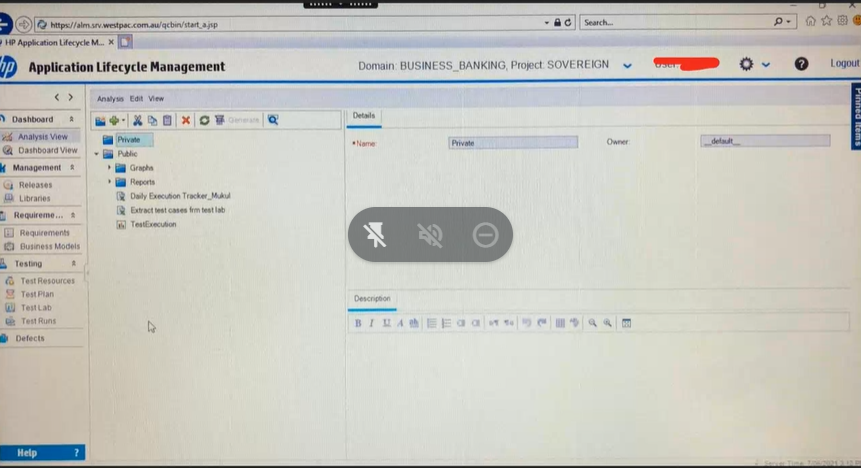 https://alm.srv.westpac.com.au/qcbin/start_a.jsp
Search...
HP Application Lifecycle M...
hp
Application Lifecycle Management
Domain: BUSINESS_BANKING, Project: SOVEREIGN
Logout
Pinned Items
Dashboard
Analysis View
Dashboard View
Management
Releases
Libraries
Requireme...
Requirements
Business Models
Testing
Test Resources
Test Plan
Test Lab
Test Runs
Defects
Help ?
Analysis Edit View
Generate
Private
Public
Graphs
Reports
Daily Execution Tracker_Mukul
Extract test cases frm test lab
TestExecution
Details
*Name:
Private
Owner:
__default__
Description
B I U A ab
Server Time: